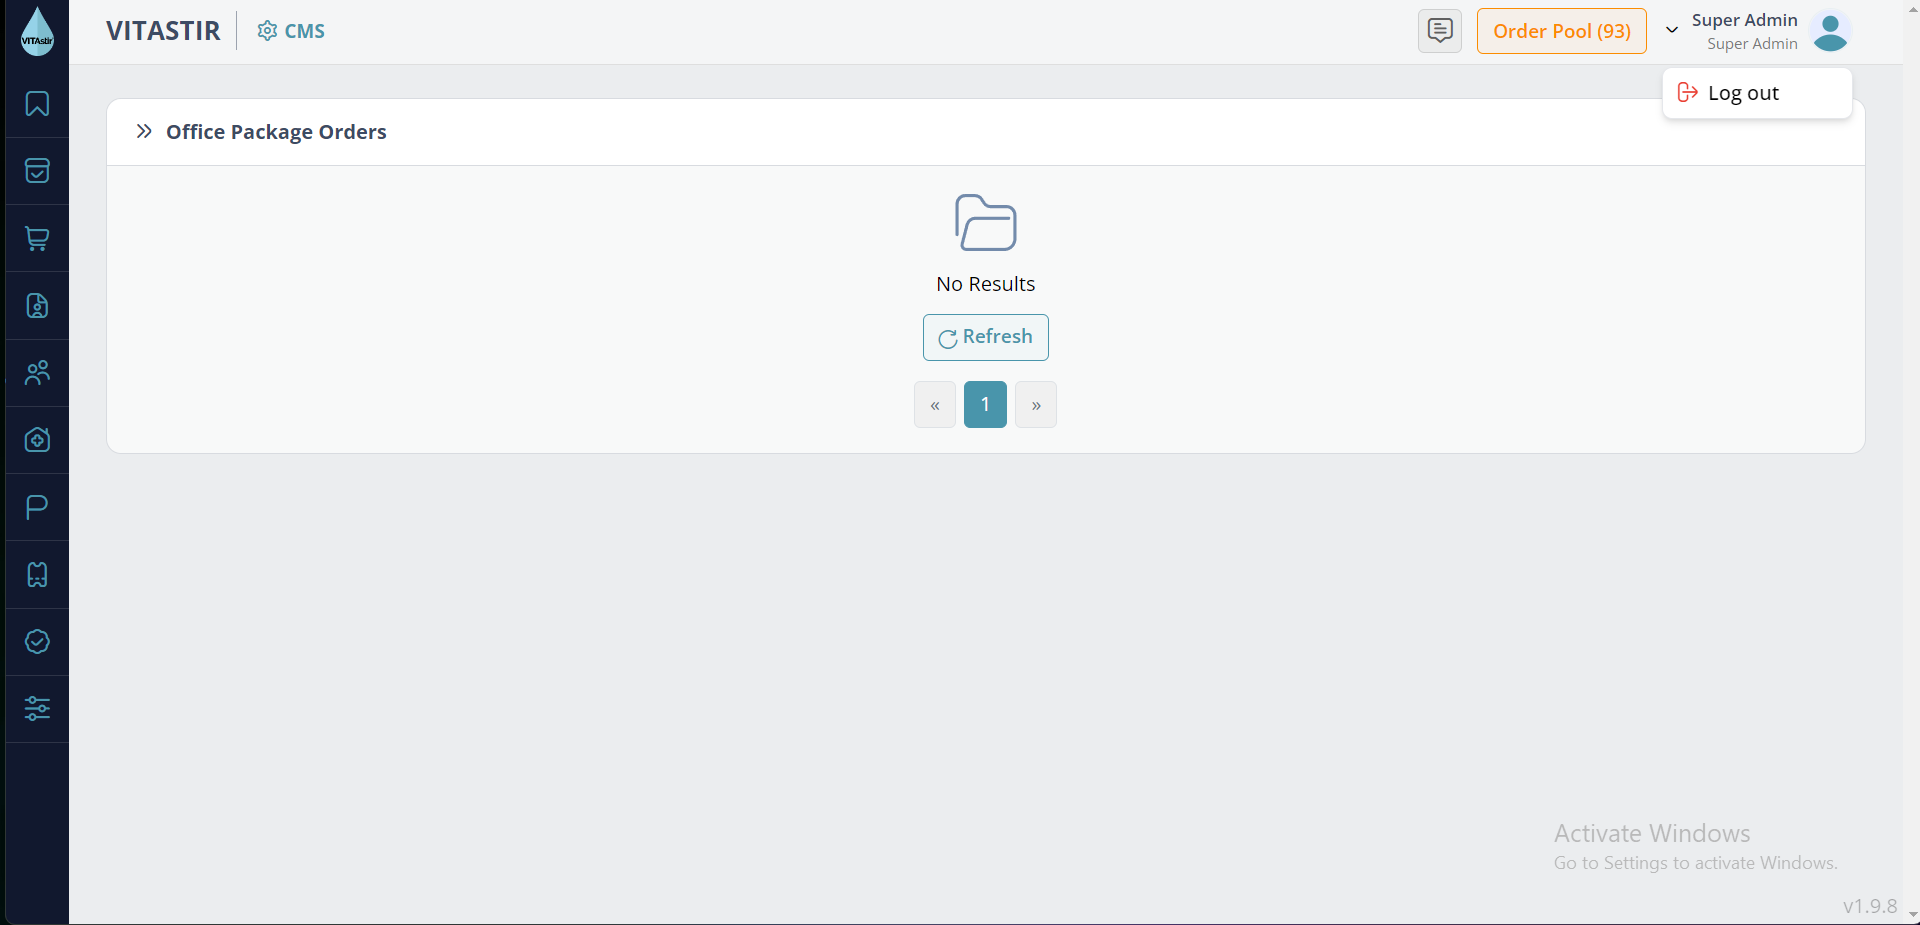 VITAstir
VITASTIR
CMS
Order Pool (93)
Super Admin
Super Admin
Log out
Office Package Orders
No Results
Refresh
« 1 »
Activate Windows
Go to Settings to activate Windows.
v1.9.8